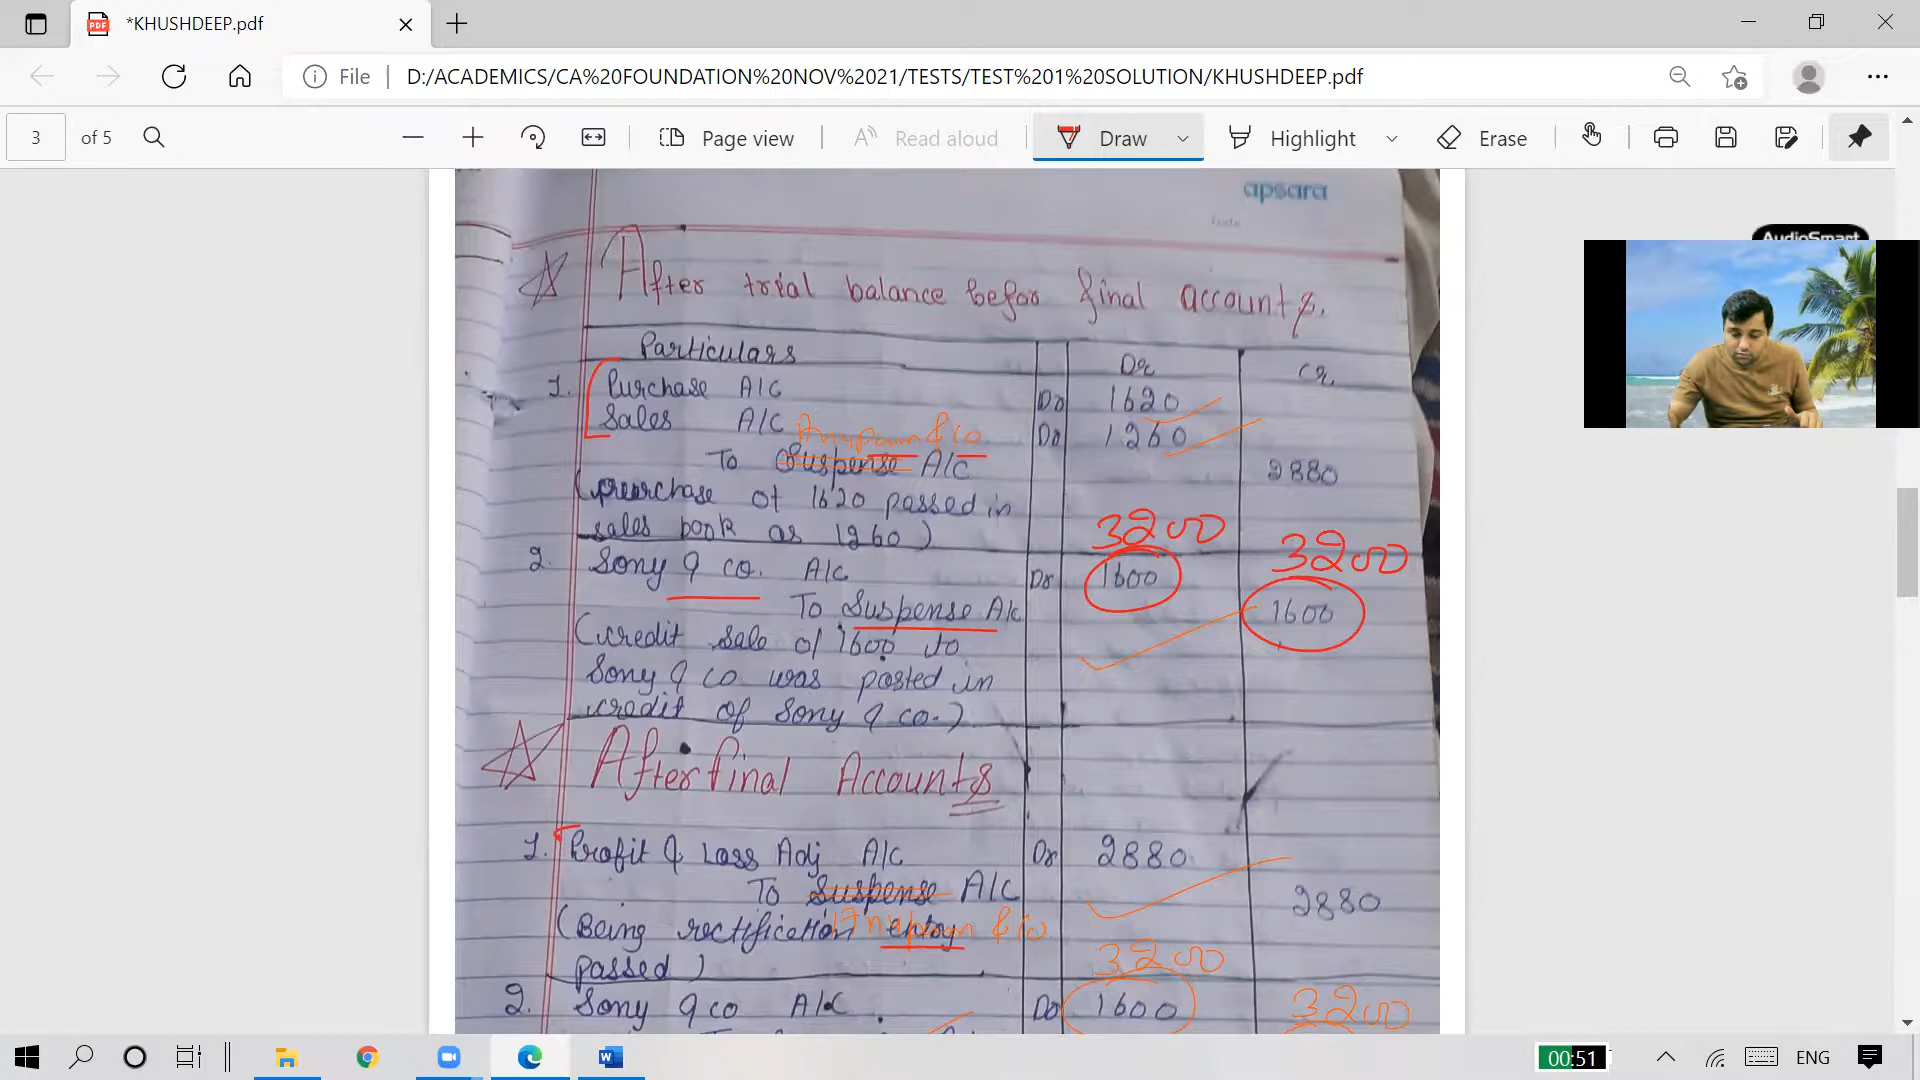 *KHUSHDEEP.pdf
File
D:/ACADEMICS/CA%20FOUNDATION%20NOV%2021/TESTS/TEST%201%20SOLUTION/KHUSHDEEP.pdf
3 of 5
Page view
Read aloud
Draw
Highlight
Erase
apsara
AudioSmart
After trial balance befor final accounts.
Particulars Dr Cr.
1. Purchase A/C Dr 1620
Sales A/C Dr 1260
Anupam & co
To Suspense A/C 2880
(purchase of 1620 passed in
sales book as 1260)
3200 3200
2. Sony & co. A/C Dr 1600
To Suspense A/c 1600
(credit sale of 1600 to
Sony & co was posted in
credit of Sony & co.)
After final Accounts
1. Profit & Loss Adj A/C Dr 2880
To Suspense A/C 2880
Anupam & co
(Being rectification entry
passed)
3200
2. Sony & co A/c Dr 1600
3200
00:51
ENG